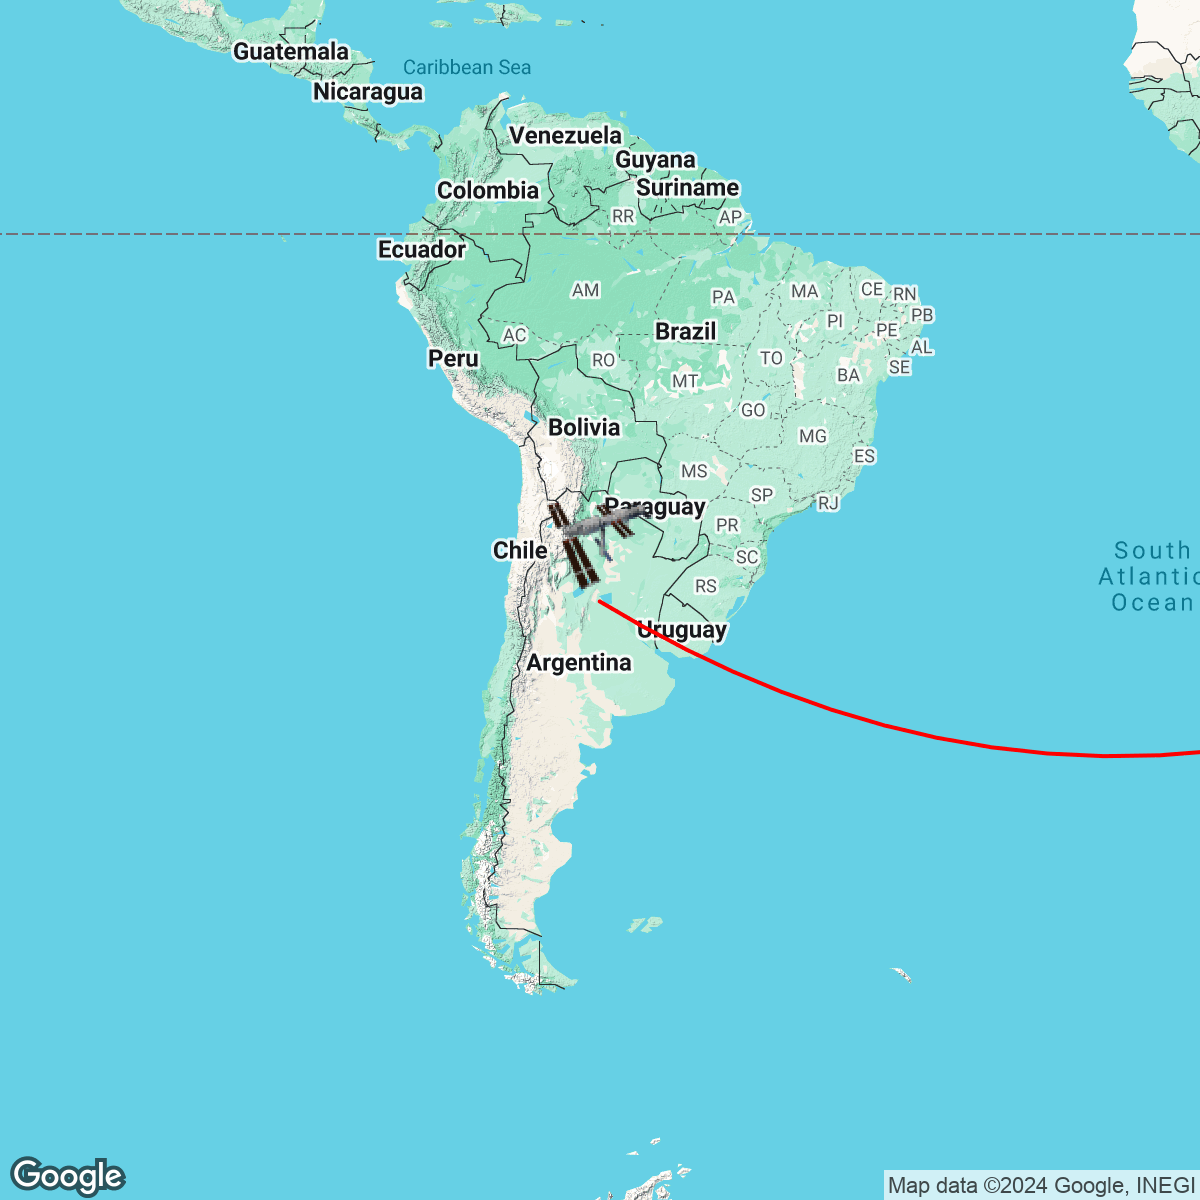 Guatemala
Caribbean Sea
Nicaragua
Venezuela
Guyana
Colombia
Suriname
RR
AP
Ecuador
AM
PA
MA
CE
RN
PB
PI
PE
AL
AC
Brazil
Peru
RO
TO
SE
MT
BA
GO
Bolivia
MG
ES
MS
SP
RJ
Paraguay
PR
Chile
SC
South
Atlantic
Ocean
RS
Uruguay
Argentina
Google
Map data ©2024 Google, INEGI